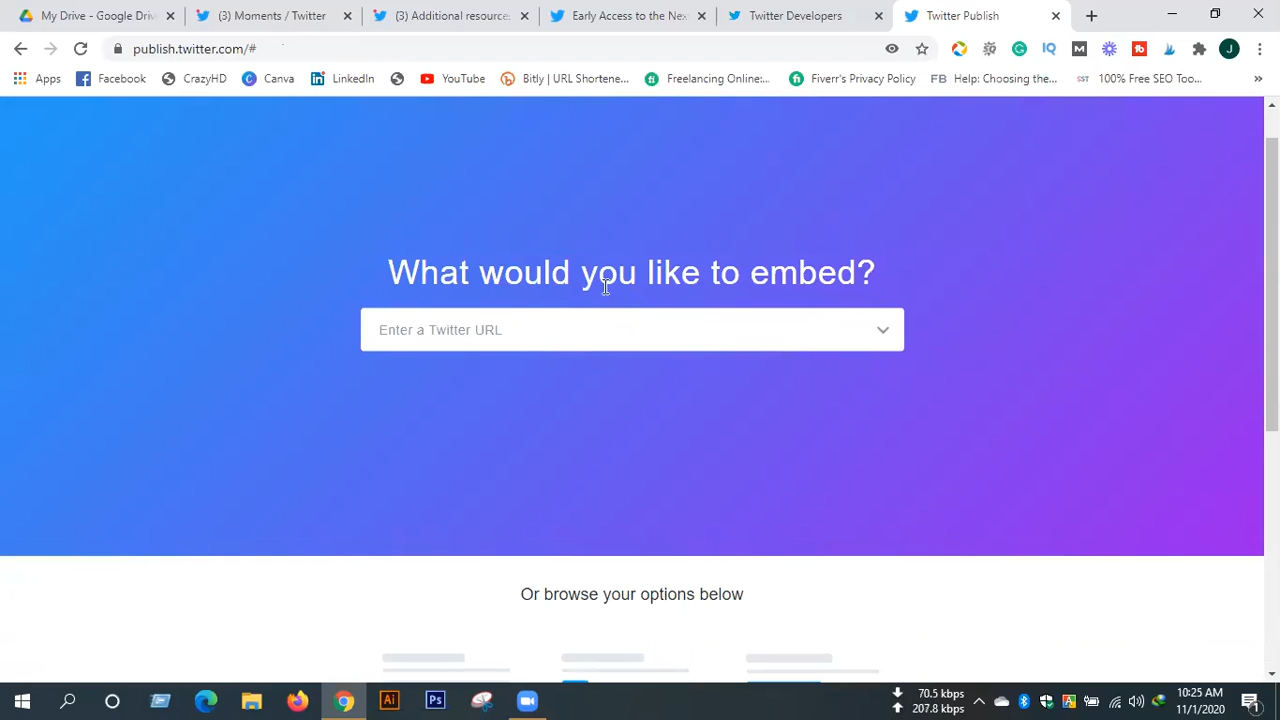 My Drive - Google Driv
(3) Moments / Twitter
(3) Additional resource
Early Access to the Nex
Twitter Developers
Twitter Publish
publish.twitter.com/#
Apps
Facebook
CrazyHD
Canva
LinkedIn
YouTube
Bitly | URL Shortene...
Freelancing Online:...
Fiverr's Privacy Policy
FB Help: Choosing the...
SST 100% Free SEO Too...
»
What would you like to embed?
Enter a Twitter URL
Or browse your options below
70.5 kbps
207.8 kbps
10:25 AM
11/1/2020